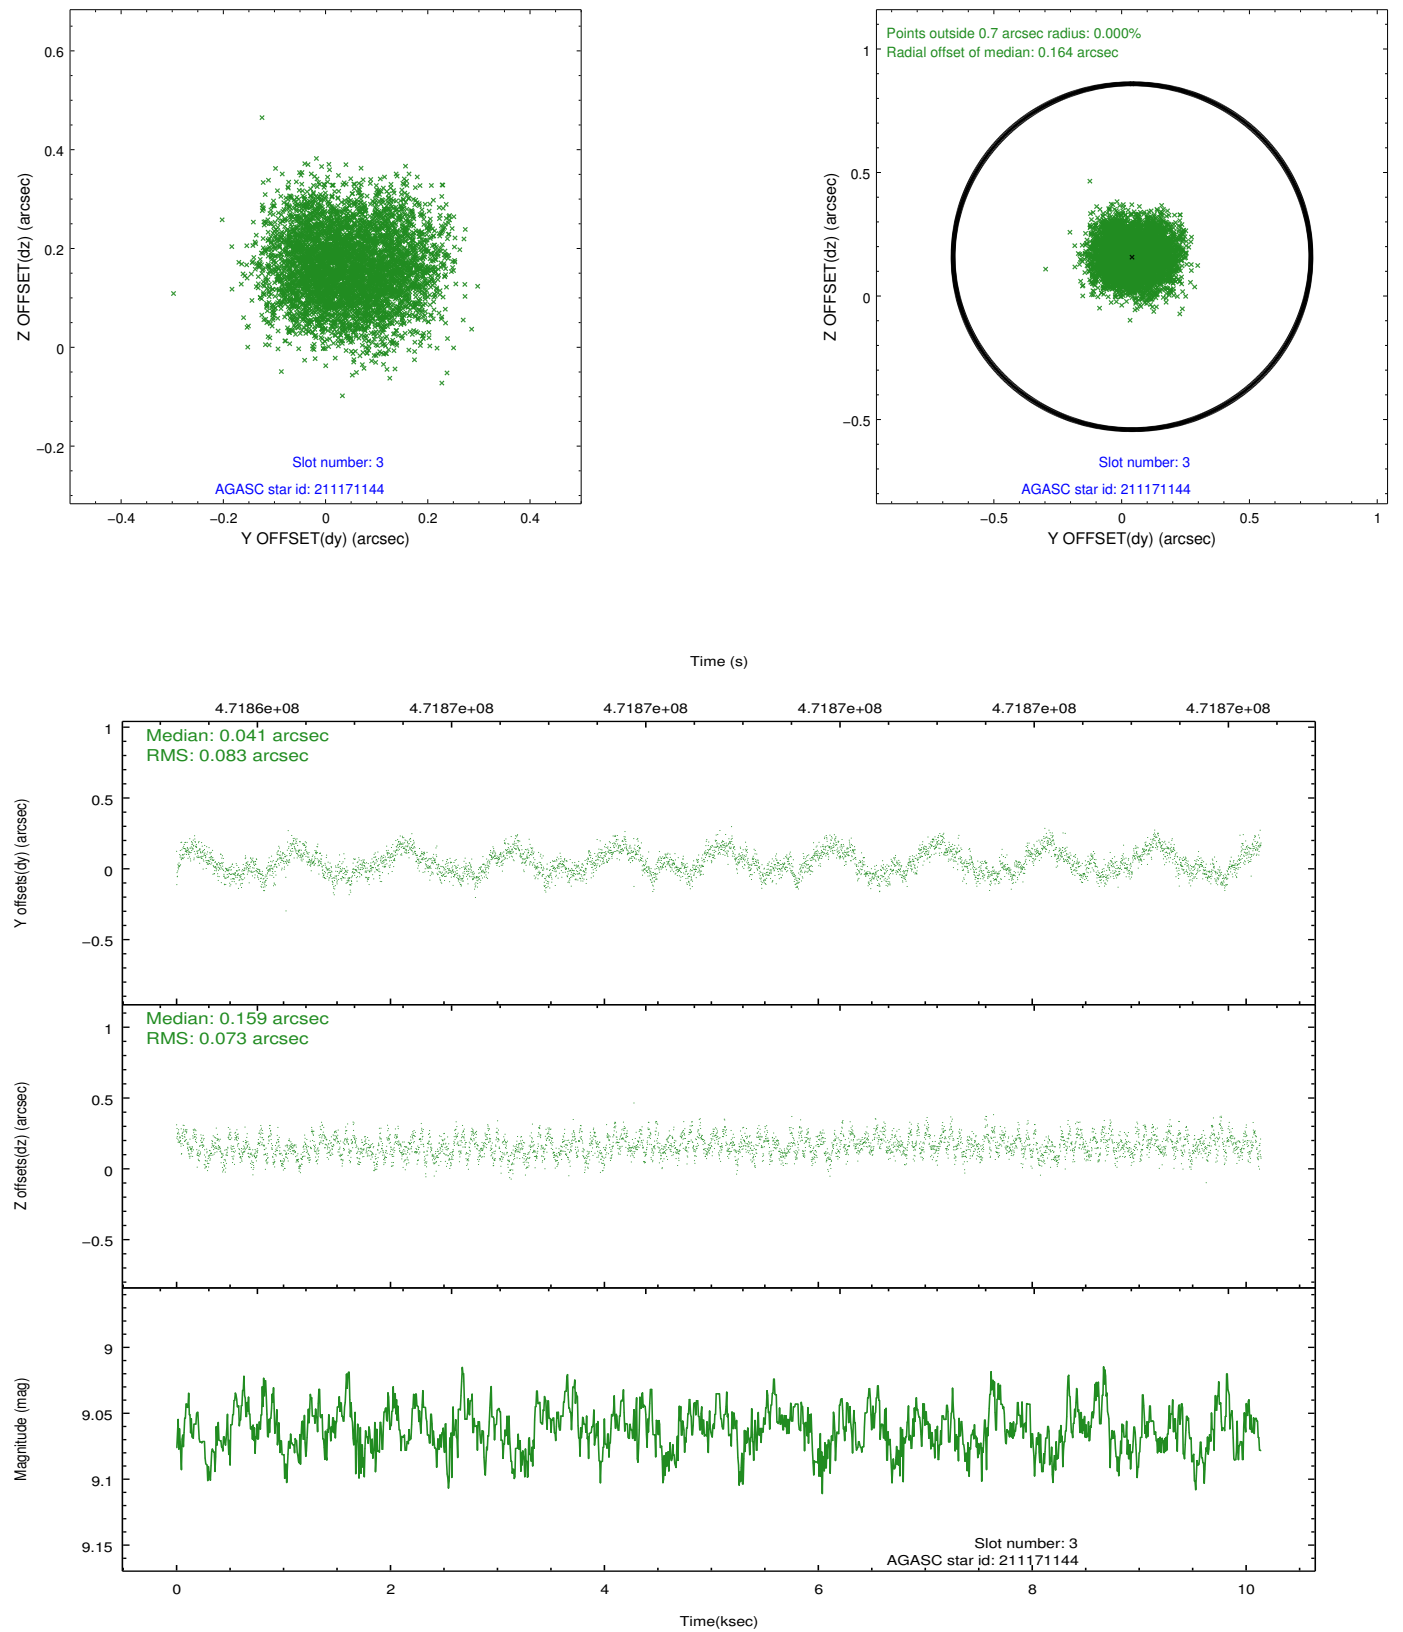 0.6
0.4
0.2
0
−0.2
−0.4
−0.2
0
0.2
0.4
Z OFFSET(dz) (arcsec)
Y OFFSET(dy) (arcsec)
Slot number: 3
AGASC star id: 211171144
Points outside 0.7 arcsec radius: 0.000%
Radial offset of median: 0.164 arcsec
1
0.5
0
−0.5
−0.5
0
0.5
1
Z OFFSET(dz) (arcsec)
Y OFFSET(dy) (arcsec)
Slot number: 3
AGASC star id: 211171144
Time (s)
4.7186e+08
4.7187e+08
4.7187e+08
4.7187e+08
4.7187e+08
4.7187e+08
Median: 0.041 arcsec
RMS: 0.083 arcsec
1
0.5
0
−0.5
Y offsets(dy) (arcsec)
Median: 0.159 arcsec
RMS: 0.073 arcsec
1
0.5
0
−0.5
Z offsets(dz) (arcsec)
9
9.05
9.1
9.15
Magnitude (mag)
Slot number: 3
AGASC star id: 211171144
0
2
4
6
8
10
Time(ksec)